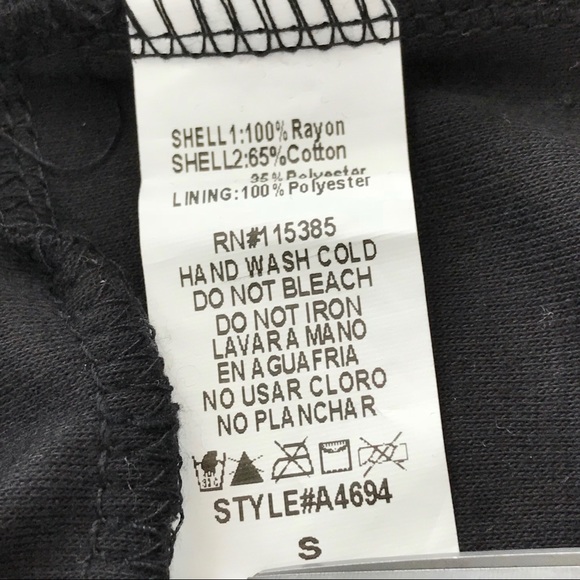 SHELL1:100% Rayon
SHELL2:65%Cotton
35% Polyester
LINING:100% Polyester
RN#115385
HAND WASH COLD
DO NOT BLEACH
DO NOT IRON
LAVAR A MANO
EN AGUA FRIA
NO USAR CLORO
NO PLANCHAR
STYLE#A4694
S